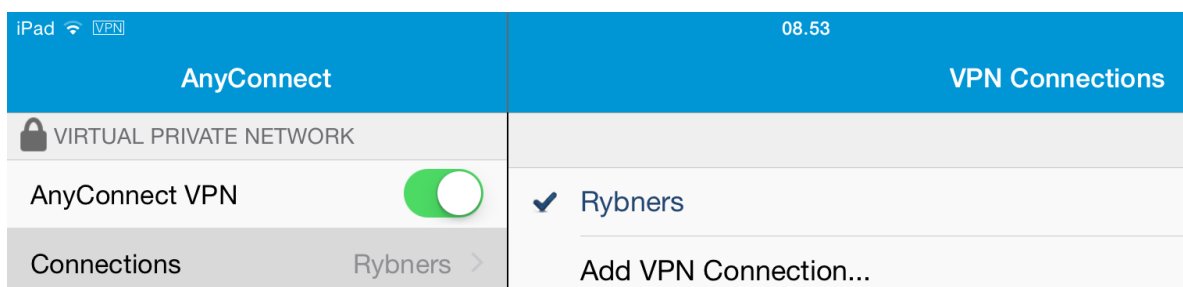 iPad VPN 08.53
AnyConnect
VPN Connections
VIRTUAL PRIVATE NETWORK
AnyConnect VPN
Connections Rybners
Rybners
Add VPN Connection...